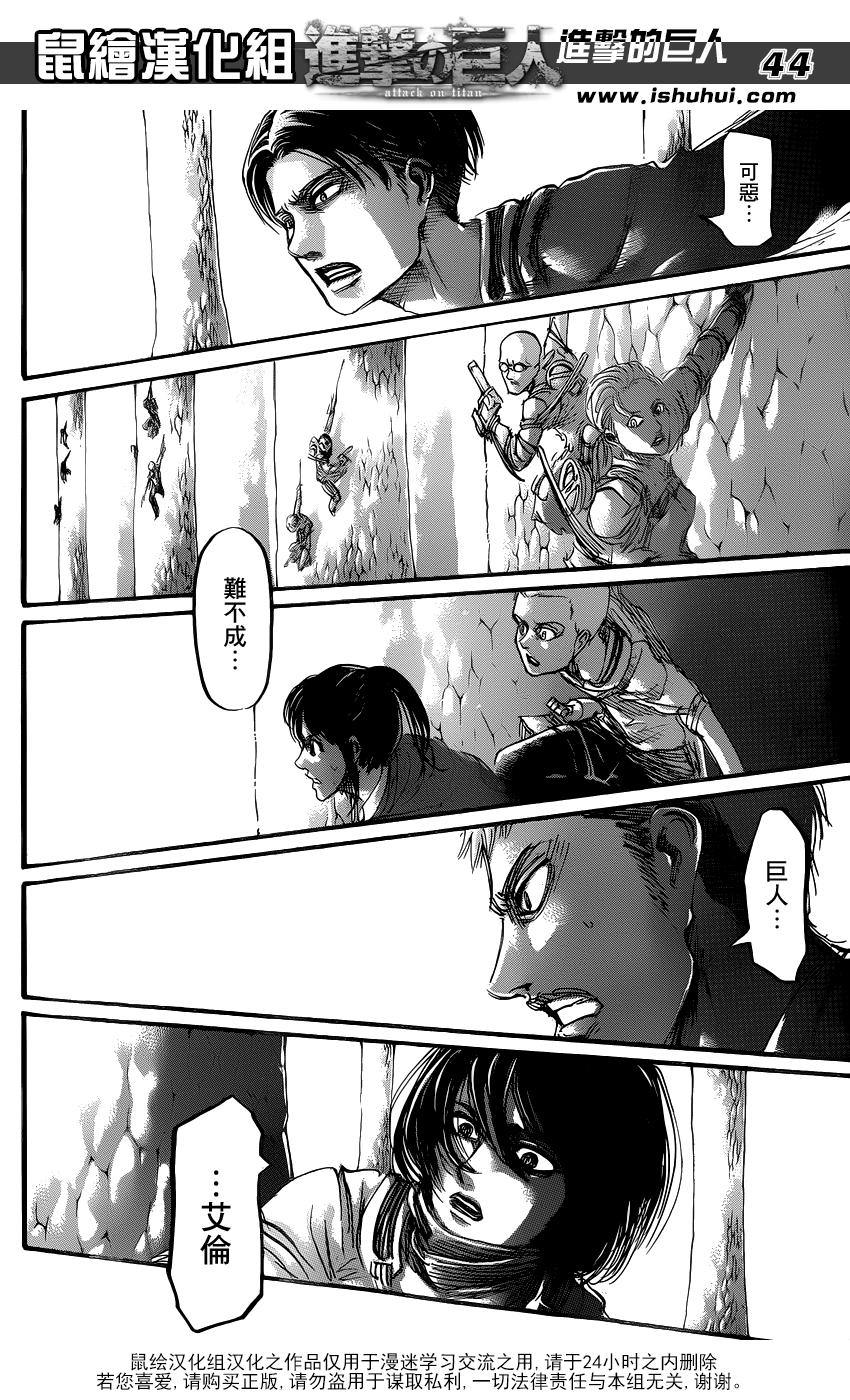 鼠繪漢化組
進撃の巨人
attack on titan
進擊的巨人
44
www.ishuhui.com
可惡…
難不成…
巨人…
…艾倫
鼠绘汉化组汉化之作品仅用于漫迷学习交流之用,请于24小时之内删除
若您喜爱,请购买正版,请勿盗用于谋取私利,一切法律责任与本组无关,谢谢。